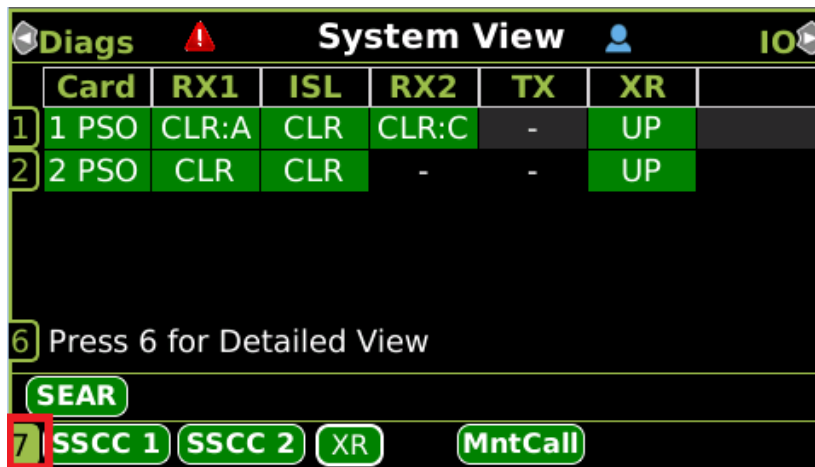 Diags System View IO
Card RX1 ISL RX2 TX XR
1 1 PSO CLR:A CLR CLR:C - UP
2 2 PSO CLR CLR - - UP
6 Press 6 for Detailed View
SEAR
7 SSCC 1 SSCC 2 XR MntCall